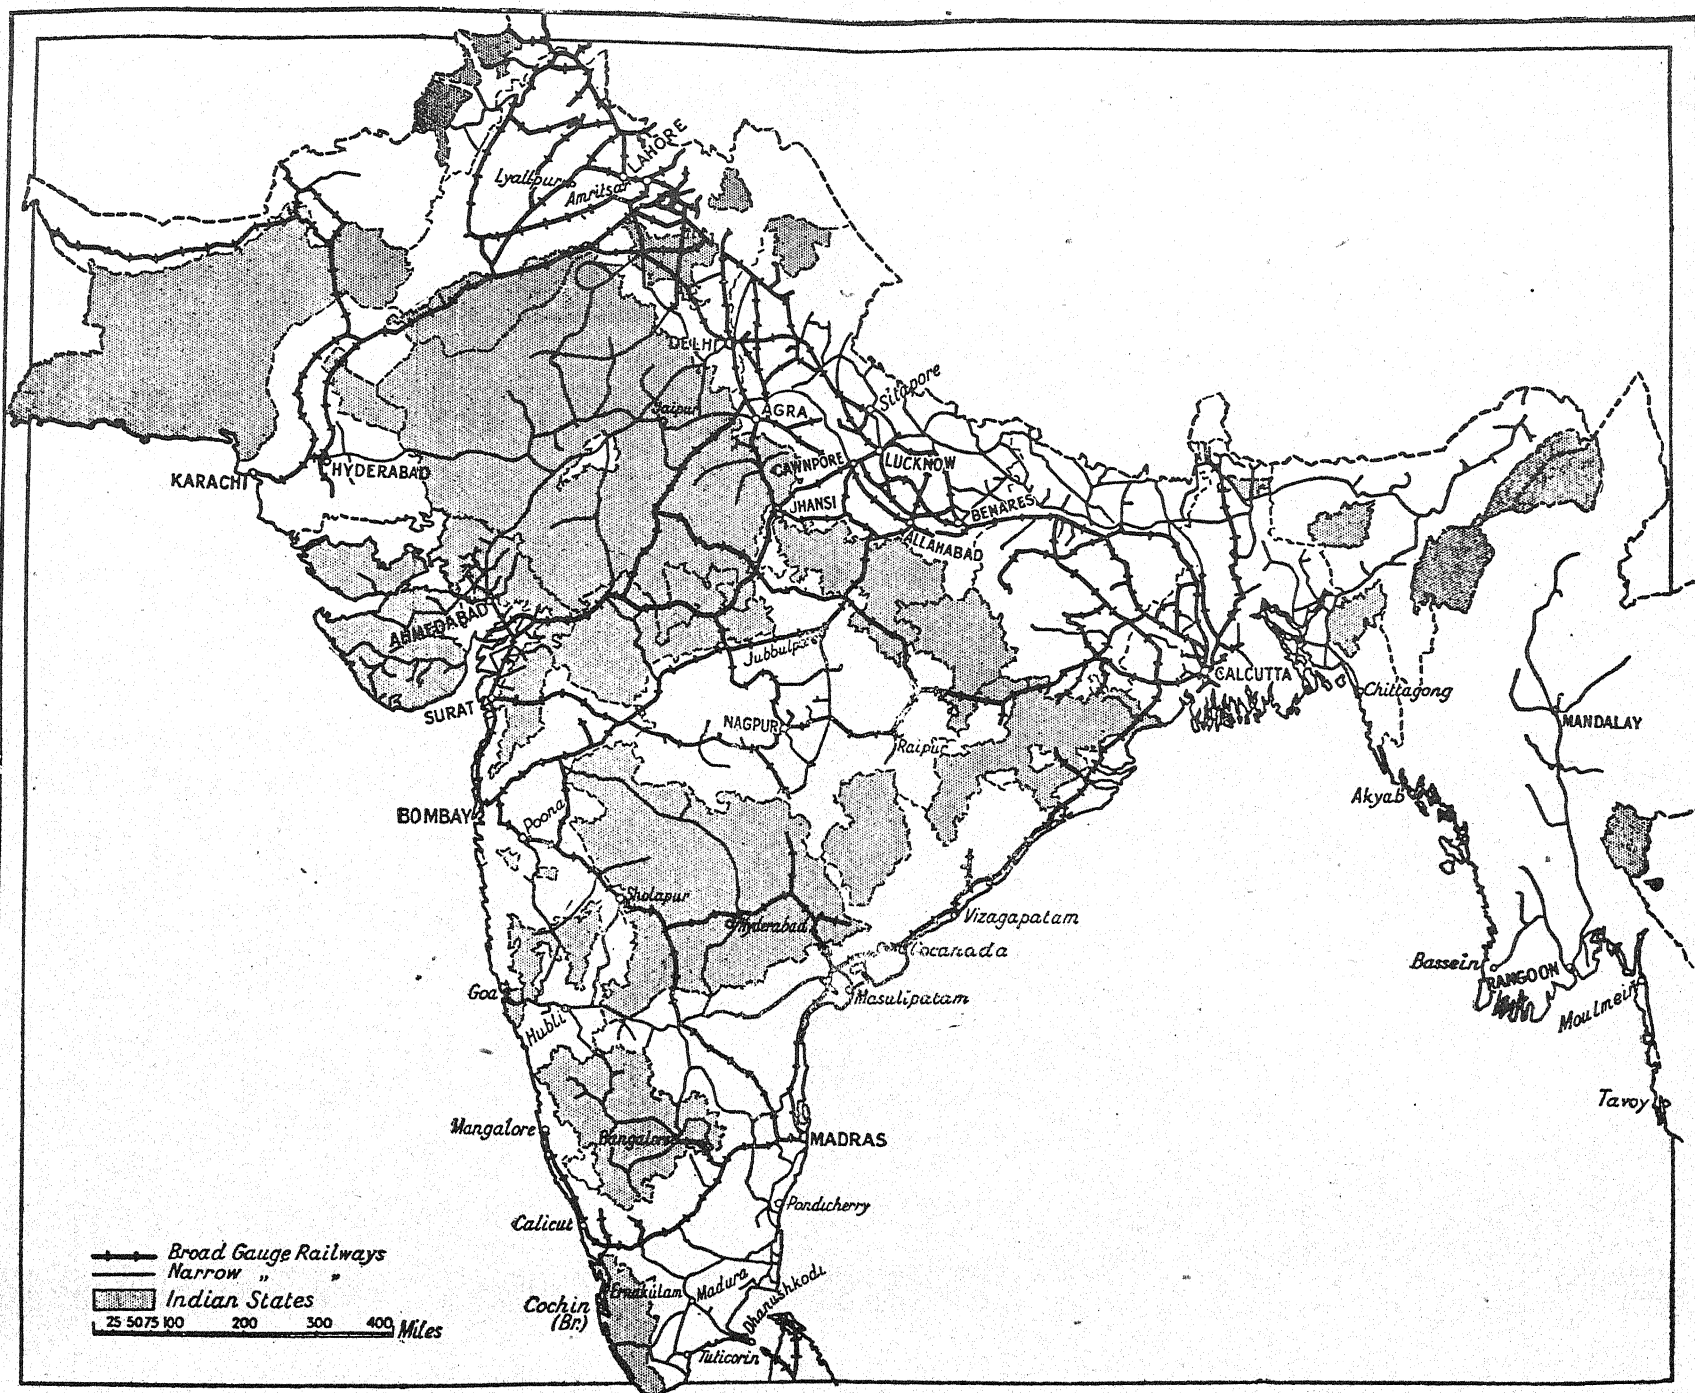 LAHORE
Lyallpur
Amritsar
DELHI
Sitapore
Jaipur
AGRA
CAWNPORE
LUCKNOW
KARACHI
HYDERABAD
JHANSI
BENARES
ALLAHABAD
AHMEDABAD
Jubbulpore
CALCUTTA
Chittagong
SURAT
NAGPUR
MANDALAY
Raipur
BOMBAY
Poona
Akyab
Sholapur
Hyderabad
Vizagapatam
Cocanada
Bassein
RANGOON
Goa
Masulipatam
Moulmein
Hubli
Tavoy
Mangalore
Bangalore
MADRAS
Pondicherry
Calicut
Broad Gauge Railways
Narrow „ „
Indian States
25 50 75 100 200 300 400 Miles
Ernakulam
Madura
Dhanushkodi
Cochin
(Br.)
Tuticorin